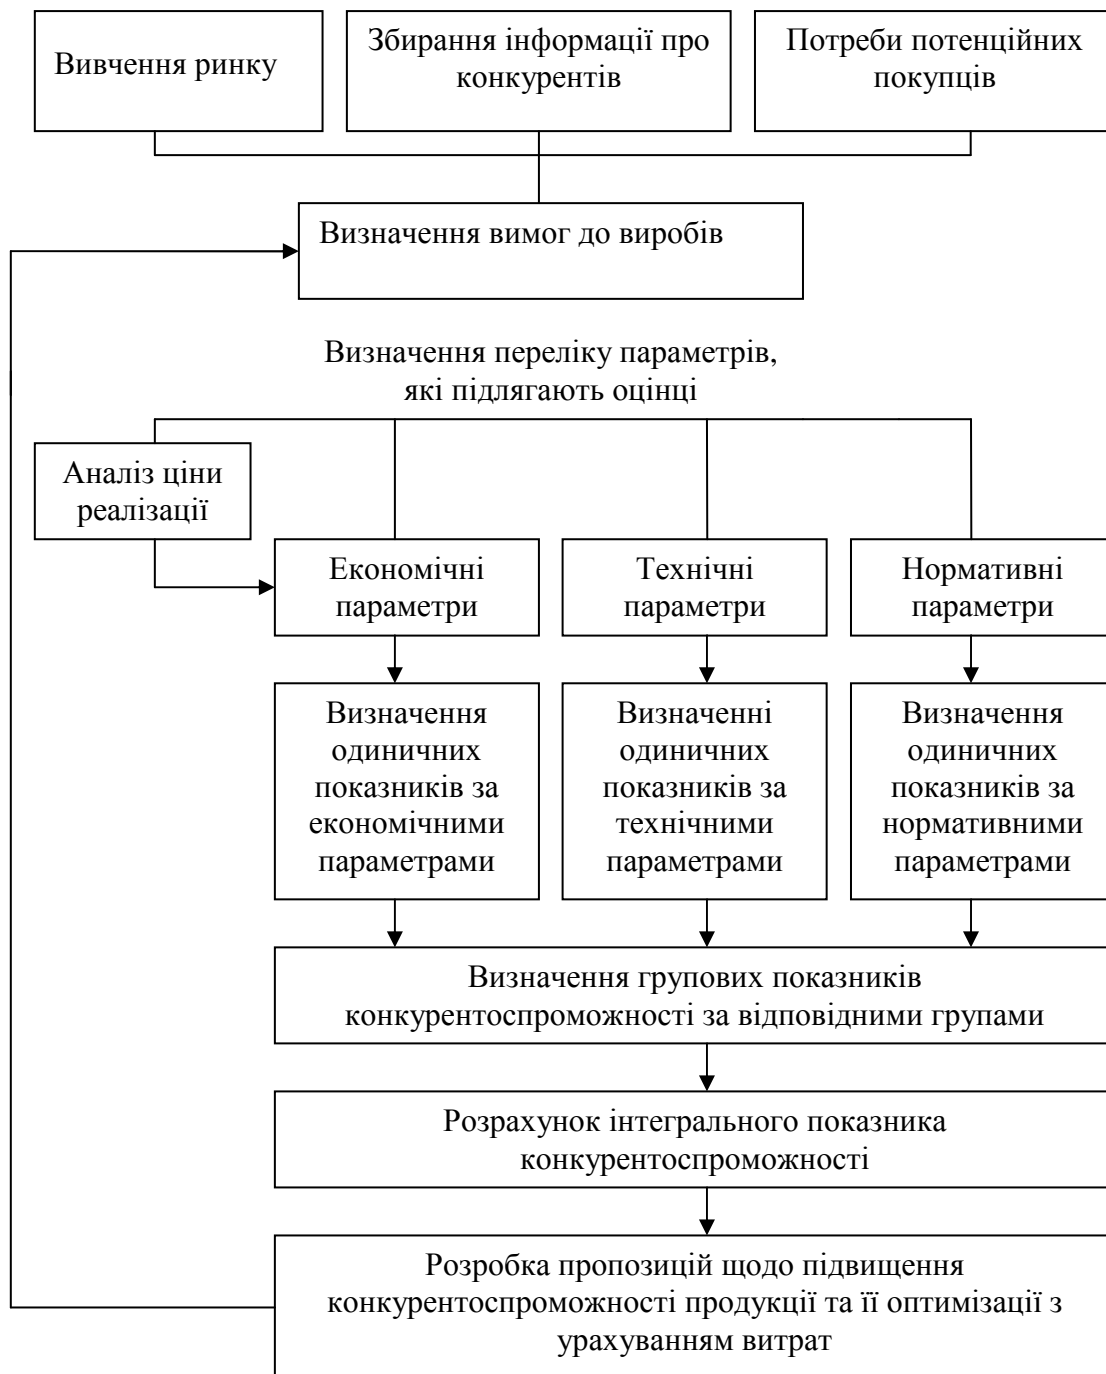 Вивчення ринку
Збирання інформації про
конкурентів
Потреби потенційних
покупців
Визначення вимог до виробів
Визначення переліку параметрів,
які підлягають оцінці
Аналіз ціни
реалізації
Економічні
параметри
Технічні
параметри
Нормативні
параметри
Визначення
одиничних
показників за
економічними
параметрами
Визначенні
одиничних
показників за
технічними
параметрами
Визначення
одиничних
показників за
нормативними
параметрами
Визначення групових показників
конкурентоспроможності за відповідними групами
Розрахунок інтегрального показника
конкурентоспроможності
Розробка пропозицій щодо підвищення
конкурентоспроможності продукції та її оптимізації з
урахуванням витрат